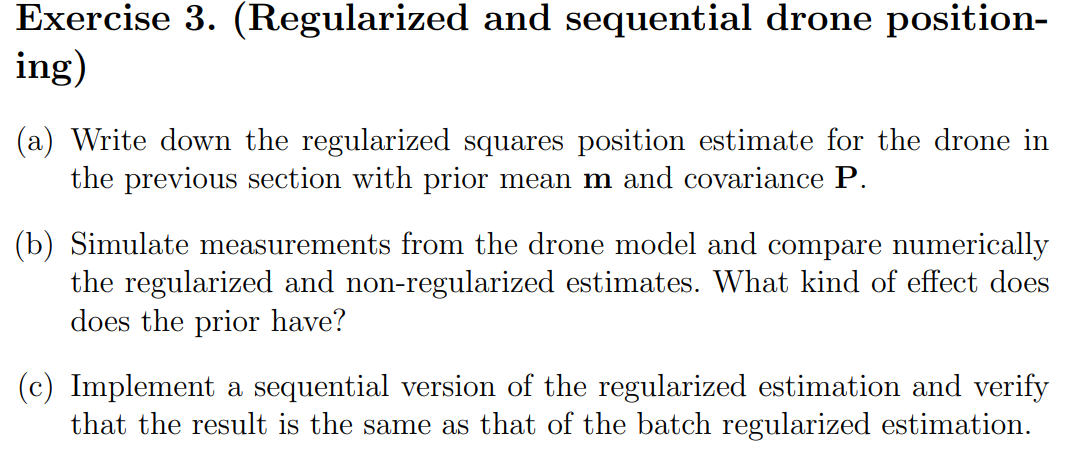 Exercise 3. (Regularized and sequential drone position-
ing)
(a) Write down the regularized squares position estimate for the drone in
the previous section with prior mean m and covariance P.
(b) Simulate measurements from the drone model and compare numerically
the regularized and non-regularized estimates. What kind of effect does
does the prior have?
(c) Implement a sequential version of the regularized estimation and verify
that the result is the same as that of the batch regularized estimation.